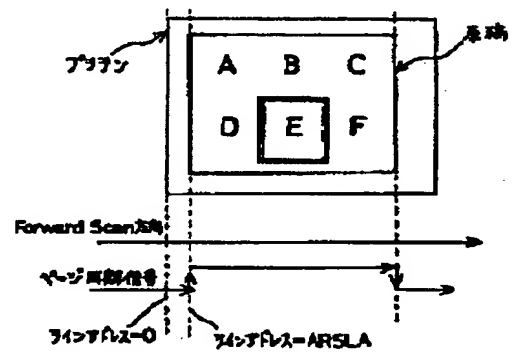 プラテン
原稿
A B C
D E F
Forward Scan方向
ページ同期信号
ラインアドレス=0
ラインアドレス=ARSLA